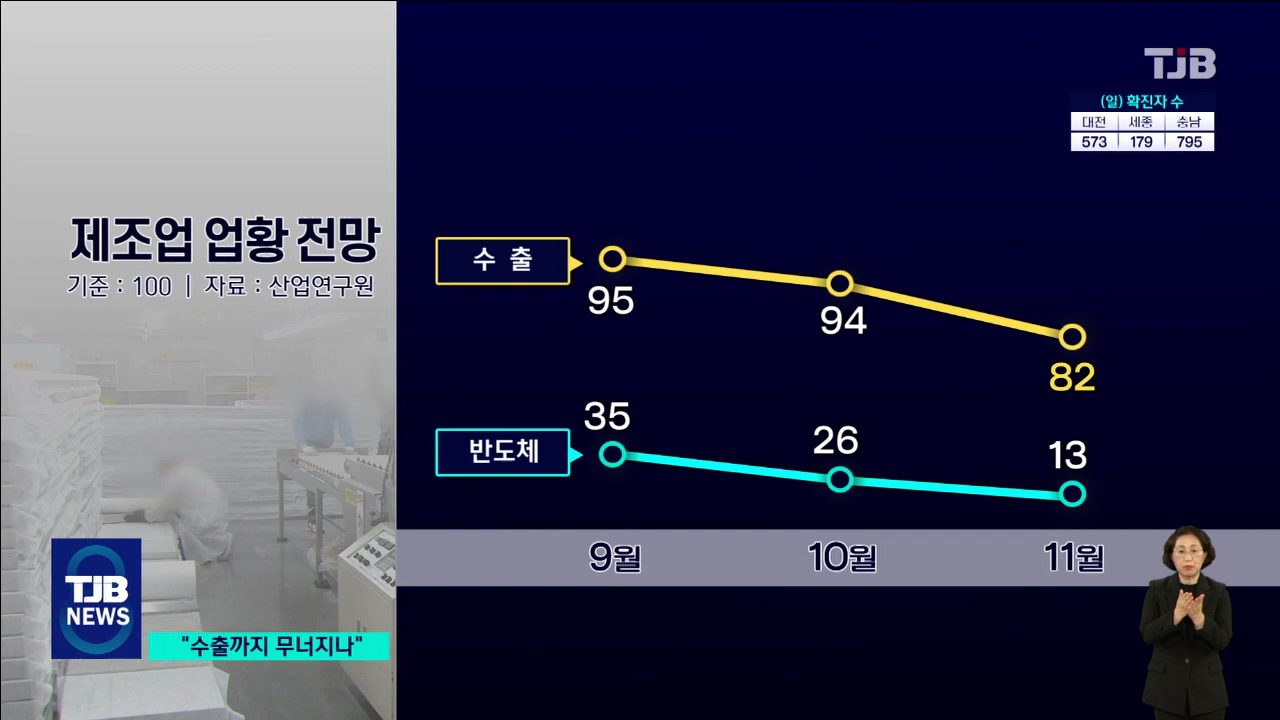 TJB
(일) 확진자 수
대전 세종 충남
573 179 795
제조업 업황 전망
기준 : 100 | 자료 : 산업연구원
수 출
95
94
82
반도체
35
26
13
9월 10월 11월
TJB
NEWS
"수출까지 무너지나"